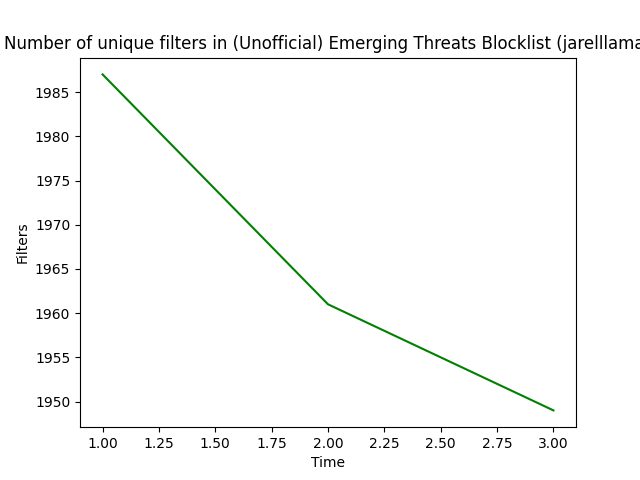 Number of unique filters in (Unofficial) Emerging Threats Blocklist (jarelllama
1985
1980
1975
1970
1965
1960
1955
1950
Filters
1.00 1.25 1.50 1.75 2.00 2.25 2.50 2.75 3.00
Time